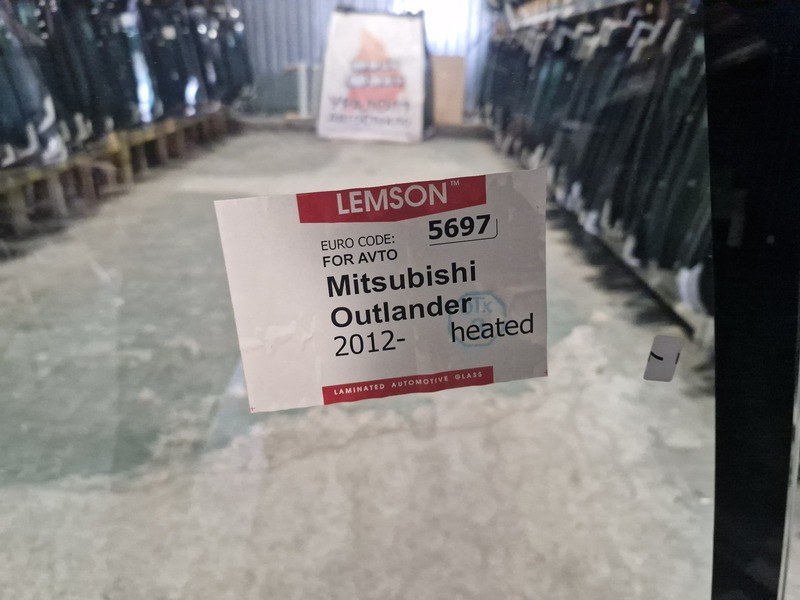 LEMSON™
EURO CODE: 5697
FOR AVTO
Mitsubishi
Outlander
2012- heated
LAMINATED AUTOMOTIVE GLASS